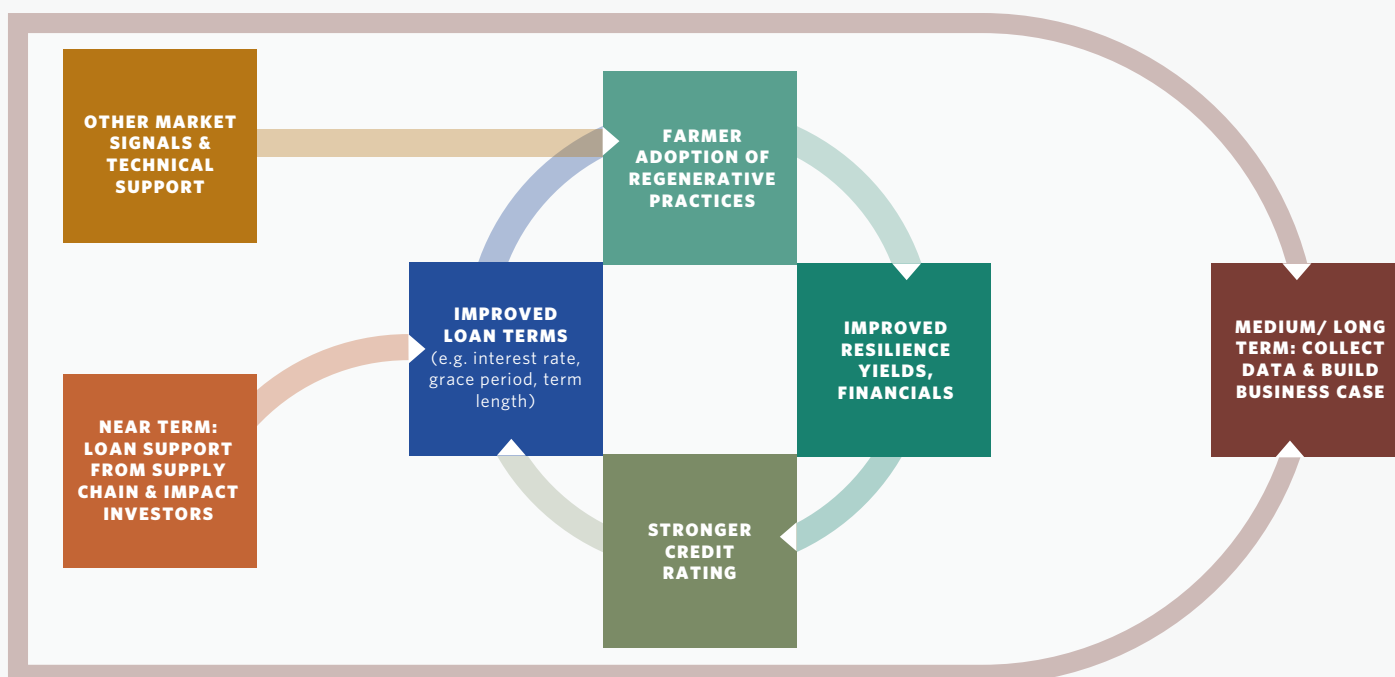 OTHER MARKET
SIGNALS &
TECHNICAL
SUPPORT
FARMER
ADOPTION OF
REGENERATIVE
PRACTICES
IMPROVED
LOAN TERMS
(e.g. interest rate,
grace period, term
length)
IMPROVED
RESILIENCE
YIELDS,
FINANCIALS
MEDIUM/ LONG
TERM: COLLECT
DATA & BUILD
BUSINESS CASE
NEAR TERM:
LOAN SUPPORT
FROM SUPPLY
CHAIN & IMPACT
INVESTORS
STRONGER
CREDIT
RATING